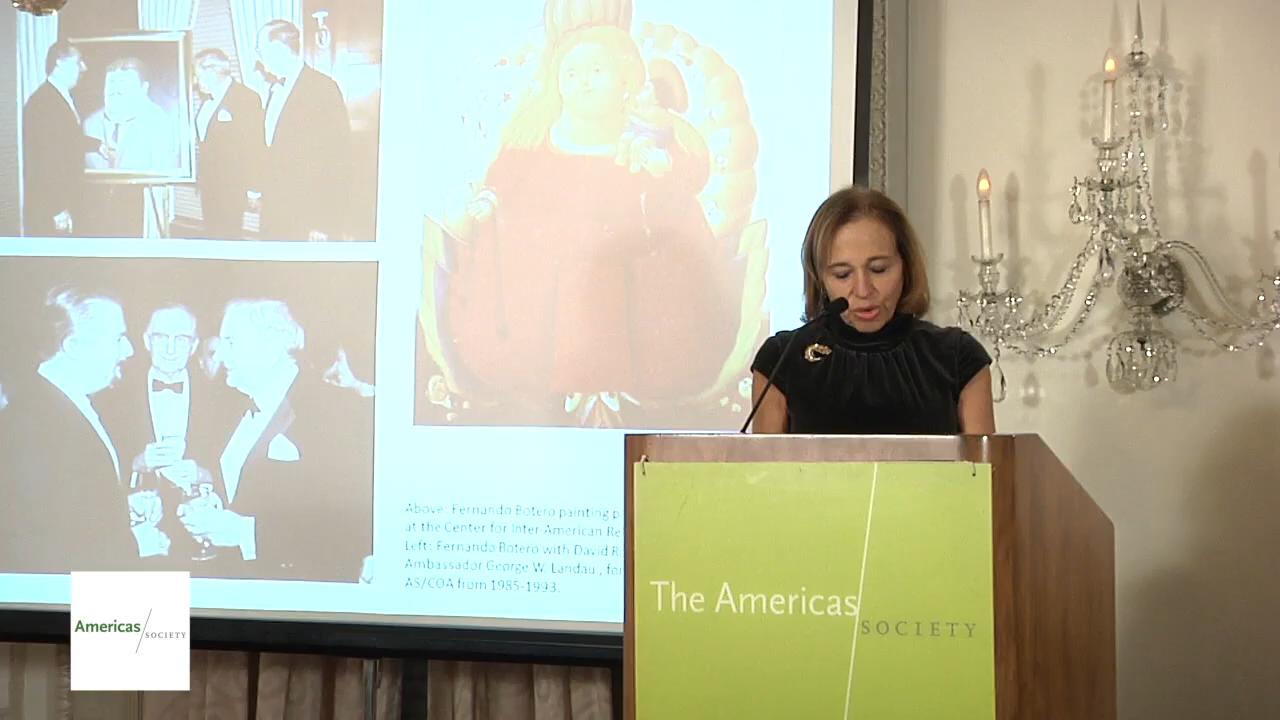 Above: Fernando Botero painting p
at the Center for Inter-American Re
Left: Fernando Botero with David R
Ambassador George W. Landau, for
AS/COA from 1985-1993.
The Americas
SOCIETY
Americas
SOCIETY